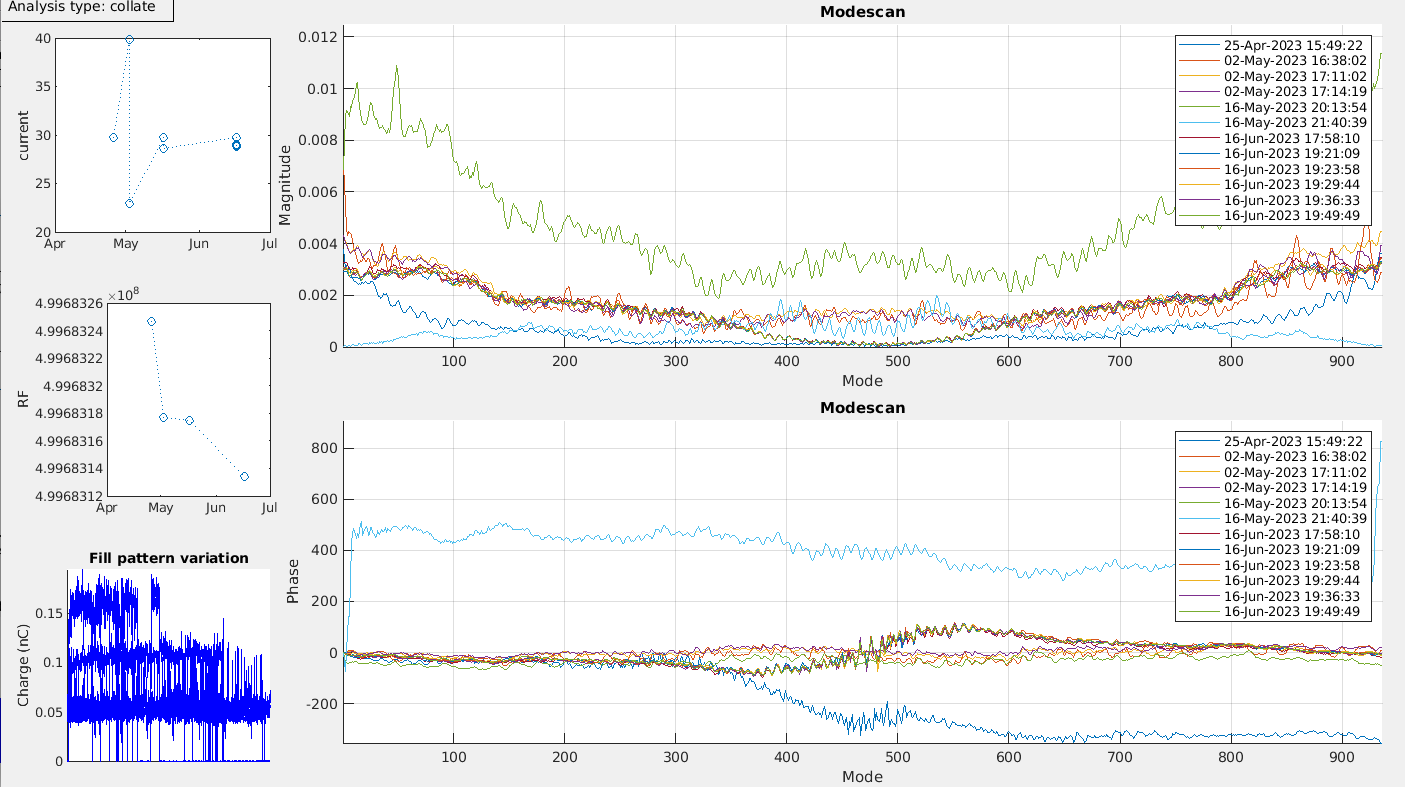 Analysis type: collate
40
35
30
25
20
current
Apr
May
Jun
Jul
×10⁸
4.9968326
4.9968324
4.9968322
4.996832
4.9968318
4.9968316
4.9968314
4.9968312
RF
Apr
May
Jun
Jul
Fill pattern variation
0.15
0.1
0.05
0
Charge (nC)
Modescan
0.012
0.01
0.008
0.006
0.004
0.002
0
Magnitude
100
200
300
400
500
600
700
800
900
Mode
25-Apr-2023 15:49:22
02-May-2023 16:38:02
02-May-2023 17:11:02
02-May-2023 17:14:19
16-May-2023 20:13:54
16-May-2023 21:40:39
16-Jun-2023 17:58:10
16-Jun-2023 19:21:09
16-Jun-2023 19:23:58
16-Jun-2023 19:29:44
16-Jun-2023 19:36:33
16-Jun-2023 19:49:49
Modescan
800
600
400
200
0
-200
Phase
100
200
300
400
500
600
700
800
900
Mode
25-Apr-2023 15:49:22
02-May-2023 16:38:02
02-May-2023 17:11:02
02-May-2023 17:14:19
16-May-2023 20:13:54
16-May-2023 21:40:39
16-Jun-2023 17:58:10
16-Jun-2023 19:21:09
16-Jun-2023 19:23:58
16-Jun-2023 19:29:44
16-Jun-2023 19:36:33
16-Jun-2023 19:49:49